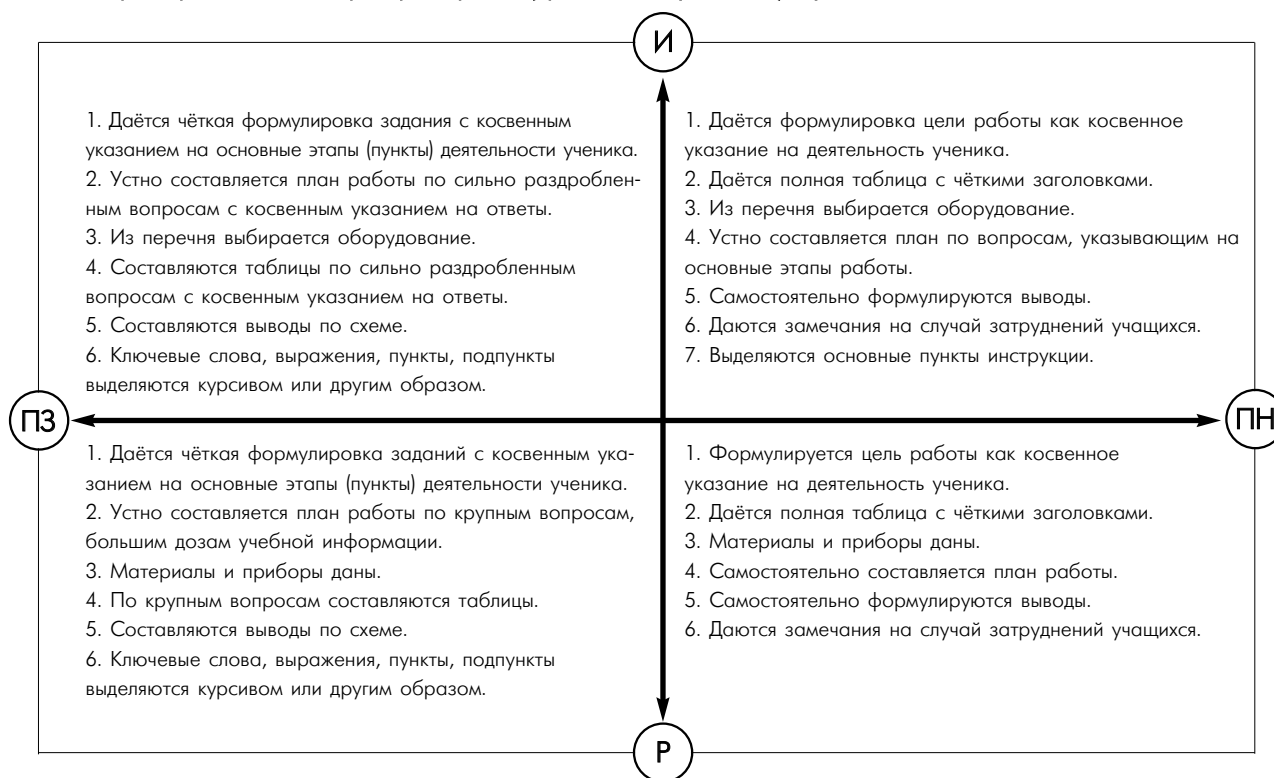 И
1. Даётся чёткая формулировка задания с косвенным
указанием на основные этапы (пункты) деятельности ученика.
2. Устно составляется план работы по сильно раздроблен-
ным вопросам с косвенным указанием на ответы.
3. Из перечня выбирается оборудование.
4. Составляются таблицы по сильно раздробленным
вопросам с косвенным указанием на ответы.
5. Составляются выводы по схеме.
6. Ключевые слова, выражения, пункты, подпункты
выделяются курсивом или другим образом.
1. Даётся формулировка цели работы как косвенное
указание на деятельность ученика.
2. Даётся полная таблица с чёткими заголовками.
3. Из перечня выбирается оборудование.
4. Устно составляется план по вопросам, указывающим на
основные этапы работы.
5. Самостоятельно формулируются выводы.
6. Даются замечания на случай затруднений учащихся.
7. Выделяются основные пункты инструкции.
ПЗ
ПН
1. Даётся чёткая формулировка заданий с косвенным ука-
занием на основные этапы (пункты) деятельности ученика.
2. Устно составляется план работы по крупным вопросам,
большим дозам учебной информации.
3. Материалы и приборы даны.
4. По крупным вопросам составляются таблицы.
5. Составляются выводы по схеме.
6. Ключевые слова, выражения, пункты, подпункты
выделяются курсивом или другим образом.
1. Формулируется цель работы как косвенное
указание на деятельность ученика.
2. Даётся полная таблица с чёткими заголовками.
3. Материалы и приборы даны.
4. Самостоятельно составляется план работы.
5. Самостоятельно формулируются выводы.
6. Даются замечания на случай затруднений учащихся.
Р